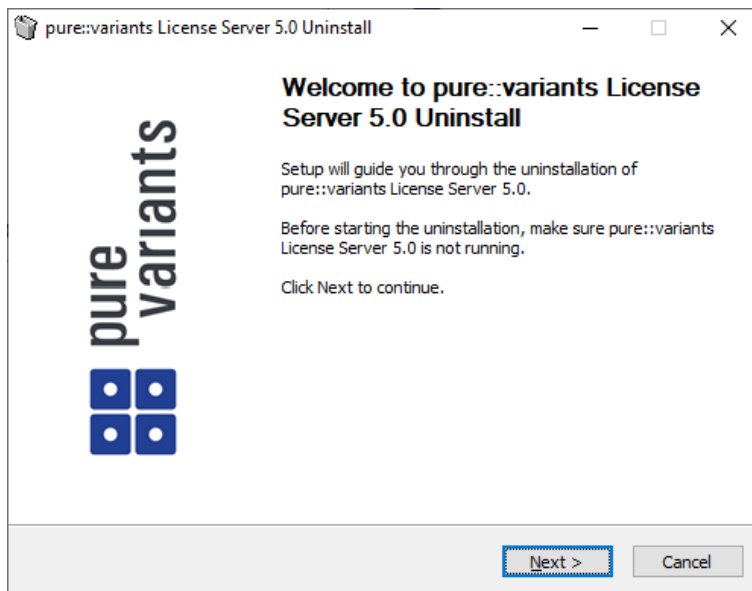 pure::variants License Server 5.0 Uninstall
Welcome to pure::variants License
Server 5.0 Uninstall
Setup will guide you through the uninstallation of
pure::variants License Server 5.0.
Before starting the uninstallation, make sure pure::variants
License Server 5.0 is not running.
Click Next to continue.
pure
variants
Next >
Cancel